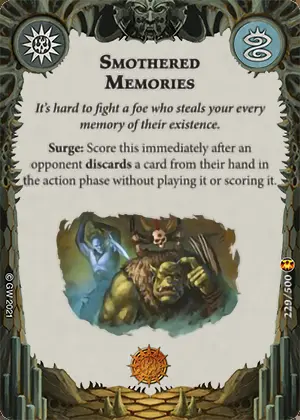 SMOTHERED
MEMORIES
It's hard to fight a foe who steals your every
memory of their existence.
Surge: Score this immediately after an
opponent discards a card from their hand in
the action phase without playing it or scoring it.
© GW 2021
229/500